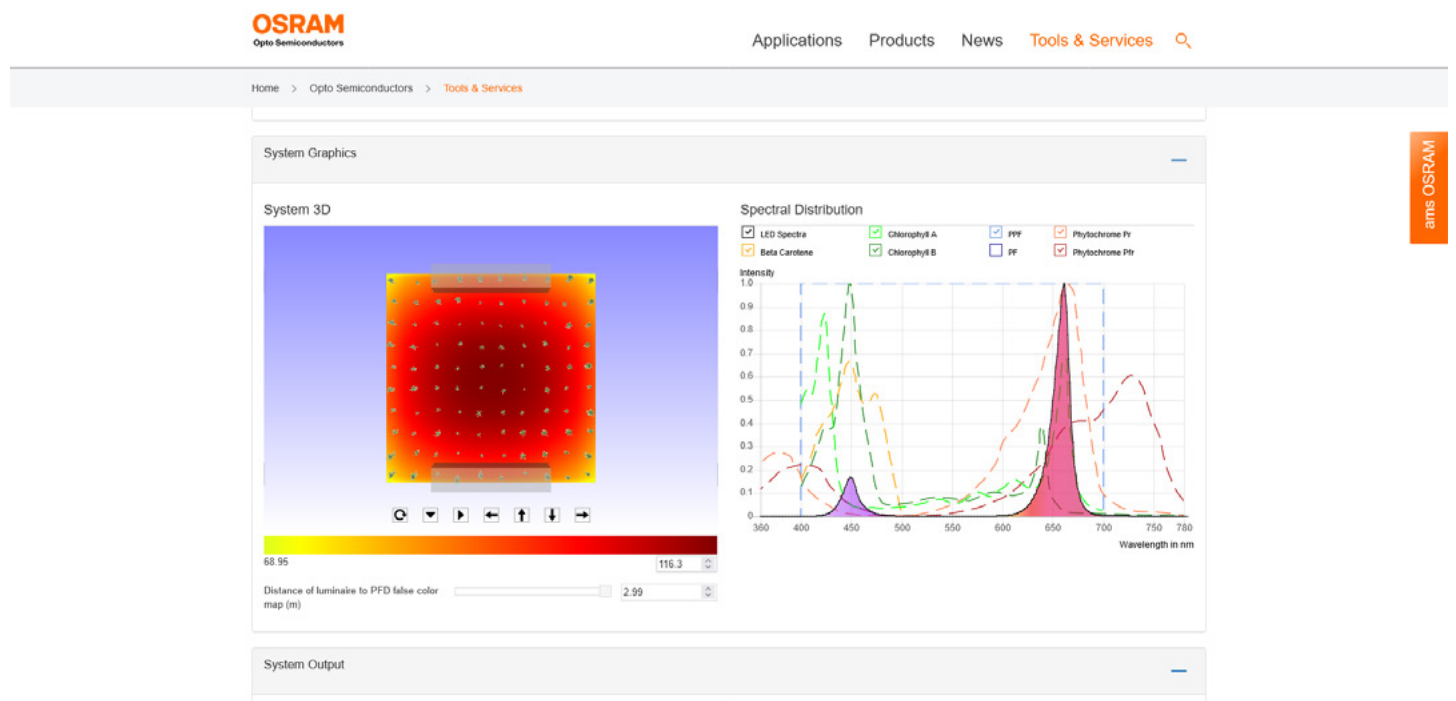 OSRAM
Opto Semiconductors
Applications Products News Tools & Services
Home > Opto Semiconductors > Tools & Services
ams OSRAM
System Graphics
System 3D
68.95
116.3
Distance of luminaire to PFD false color
map (m)
2.99
Spectral Distribution
LED Spectra Chlorophyll A PPF Phytochrome Pr
Beta Carotene Chlorophyll B PF Phytochrome Pfr
Intensity
1.0
0.9
0.8
0.7
0.6
0.5
0.4
0.3
0.2
0.1
0
360 400 450 500 550 600 650 700 750 780
Wavelength in nm
System Output